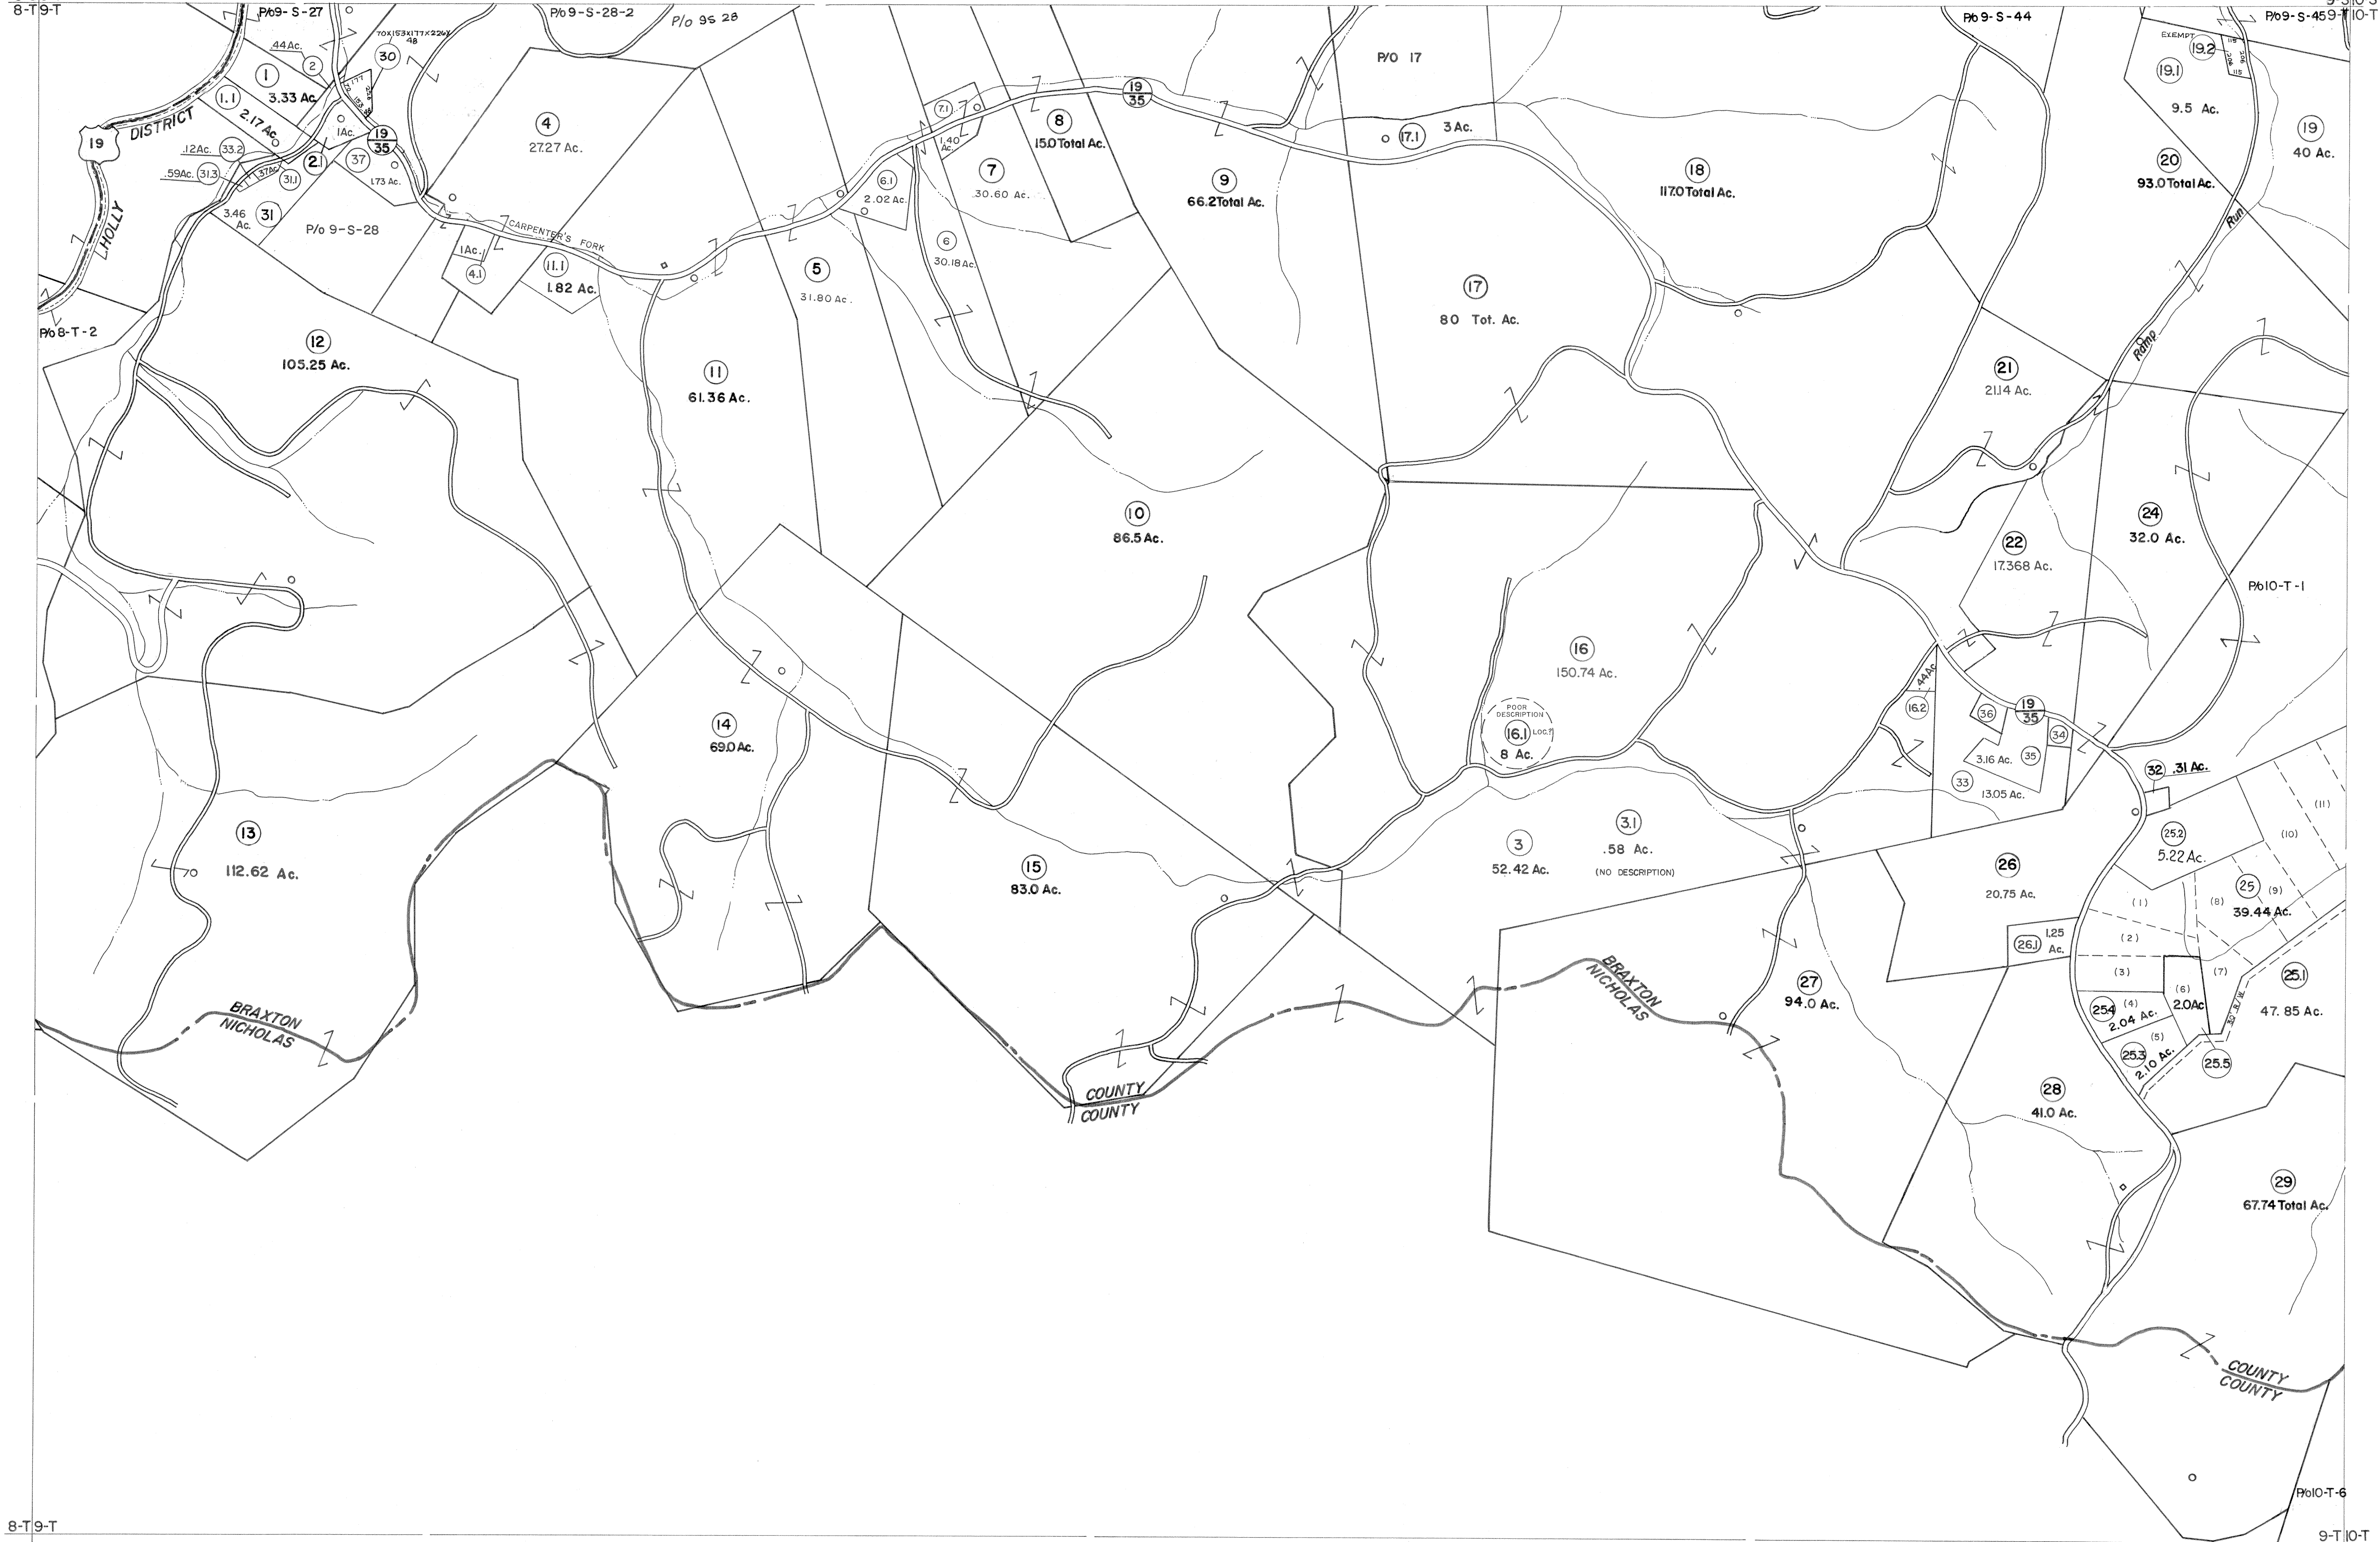 8-T 9-T
P/o 9-S-27
P/o 9-S-28-2
P/o 9S 28
P/o 9-S-44
P/o 9-S-45
9-T 10-T
.44 Ac.
2
70X153X177X226X
48
30
177
153
1
3.33 Ac.
1.1
2.17 Ac.
19
DISTRICT
HOLLY
1 Ac.
19
35
2.1
37
1.73 Ac.
.12 Ac.
33.2
.59 Ac.
31.3
.37 Ac.
31.1
3.46
Ac.
31
P/o 9-S-28
P/o 8-T-2
4
27.27 Ac.
CARPENTER'S FORK
1 Ac.
4.1
11.1
1.82 Ac.
5
31.80 Ac.
6.1
2.02 Ac.
6
30.18 Ac.
7.1
1.40
Ac.
7
30.60 Ac.
8
15.0 Total Ac.
19
35
9
66.2 Total Ac.
P/O 17
17.1
3 Ac.
17
80 Tot. Ac.
18
117.0 Total Ac.
EXEMPT
19.2
115
206
206
115
19.1
9.5 Ac.
19
40 Ac.
20
93.0 Total Ac.
Run
Ramp
21
21.14 Ac.
12
105.25 Ac.
11
61.36 Ac.
10
86.5 Ac.
22
17.368 Ac.
24
32.0 Ac.
P/o 10-T-1
16
150.74 Ac.
POOR
DESCRIPTION
16.1
LOC.?
8 Ac.
.44 Ac.
16.2
36
19
35
34
3.16 Ac.
35
33
13.05 Ac.
32
.31 Ac.
14
69.0 Ac.
13
112.62 Ac.
15
83.0 Ac.
3
52.42 Ac.
3.1
.58 Ac.
(NO DESCRIPTION)
26
20.75 Ac.
26.1
1.25
Ac.
25.2
5.22 Ac.
(11)
(10)
25
(9)
39.44 Ac.
(8)
(1)
(2)
(3)
(7)
(6)
2.0 Ac
25.1
47.85 Ac.
25.4
(4)
2.04 Ac.
(5)
25.3
2.10 Ac.
25.5
30' R/W.
27
94.0 Ac.
28
41.0 Ac.
29
67.74 Total Ac.
BRAXTON
NICHOLAS
BRAXTON
NICHOLAS
COUNTY
COUNTY
COUNTY
COUNTY
P/o 10-T-6
8-T 9-T
9-T 10-T